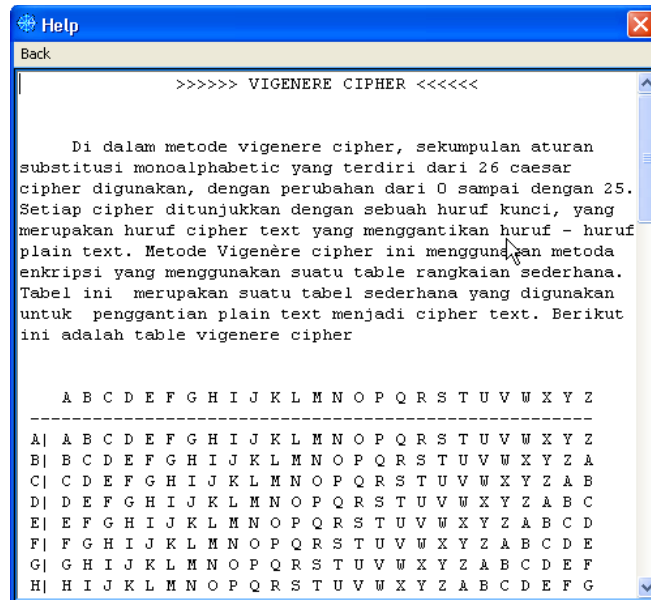 Help
Back
>>>>>> VIGENERE CIPHER <<<<<<
Di dalam metode vigenere cipher, sekumpulan aturan
substitusi monoalphabetic yang terdiri dari 26 caesar
cipher digunakan, dengan perubahan dari 0 sampai dengan 25.
Setiap cipher ditunjukkan dengan sebuah huruf kunci, yang
merupakan huruf cipher text yang menggantikan huruf - huruf
plain text. Metode Vigenère cipher ini menggunakan metoda
enkripsi yang menggunakan suatu table rangkaian sederhana.
Tabel ini  merupakan suatu tabel sederhana yang digunakan
untuk  penggantian plain text menjadi cipher text. Berikut
ini adalah table vigenere cipher
A B C D E F G H I J K L M N O P Q R S T U V W X Y Z
---------------------------------------------------
A| A B C D E F G H I J K L M N O P Q R S T U V W X Y Z
B| B C D E F G H I J K L M N O P Q R S T U V W X Y Z A
C| C D E F G H I J K L M N O P Q R S T U V W X Y Z A B
D| D E F G H I J K L M N O P Q R S T U V W X Y Z A B C
E| E F G H I J K L M N O P Q R S T U V W X Y Z A B C D
F| F G H I J K L M N O P Q R S T U V W X Y Z A B C D E
G| G H I J K L M N O P Q R S T U V W X Y Z A B C D E F
H| H I J K L M N O P Q R S T U V W X Y Z A B C D E F G